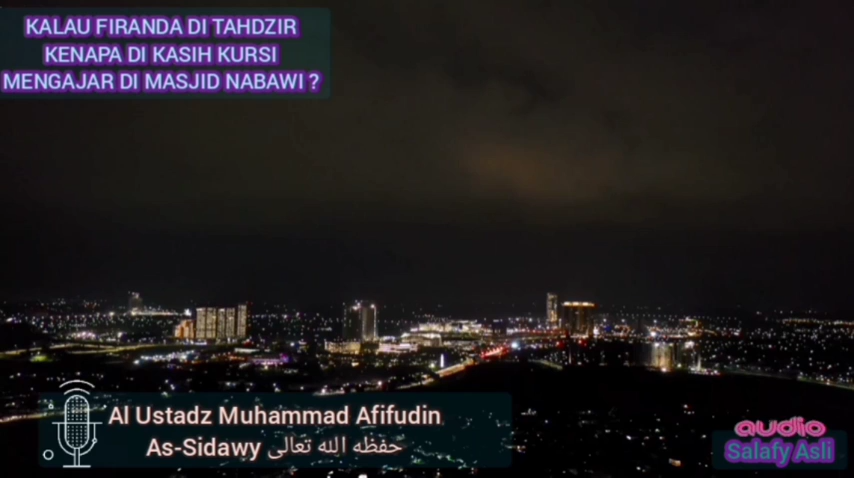 KALAU FIRANDA DI TAHDZIR
KENAPA DI KASIH KURSI
MENGAJAR DI MASJID NABAWI ?
Al Ustadz Muhammad Afifudin
As-Sidawy حفظه الله تعالى
audio
Salafy Asli